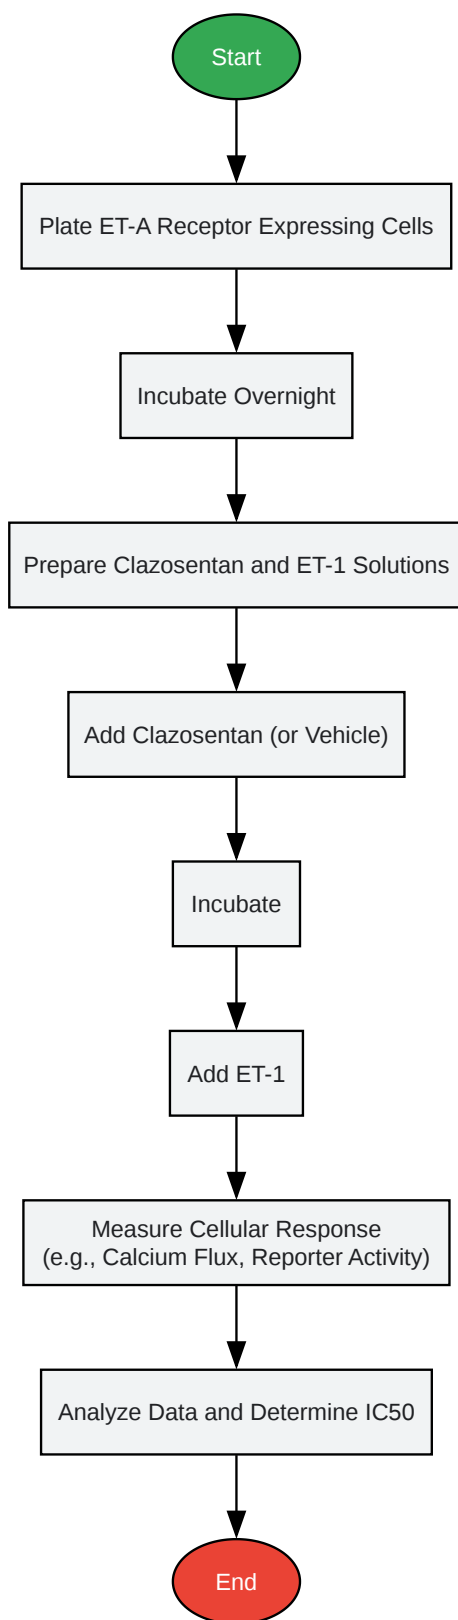 Start
Plate ET-A Receptor Expressing Cells
Incubate Overnight
Prepare Clazosentan and ET-1 Solutions
Add Clazosentan (or Vehicle)
Incubate
Add ET-1
Measure Cellular Response
(e.g., Calcium Flux, Reporter Activity)
Analyze Data and Determine IC50
End